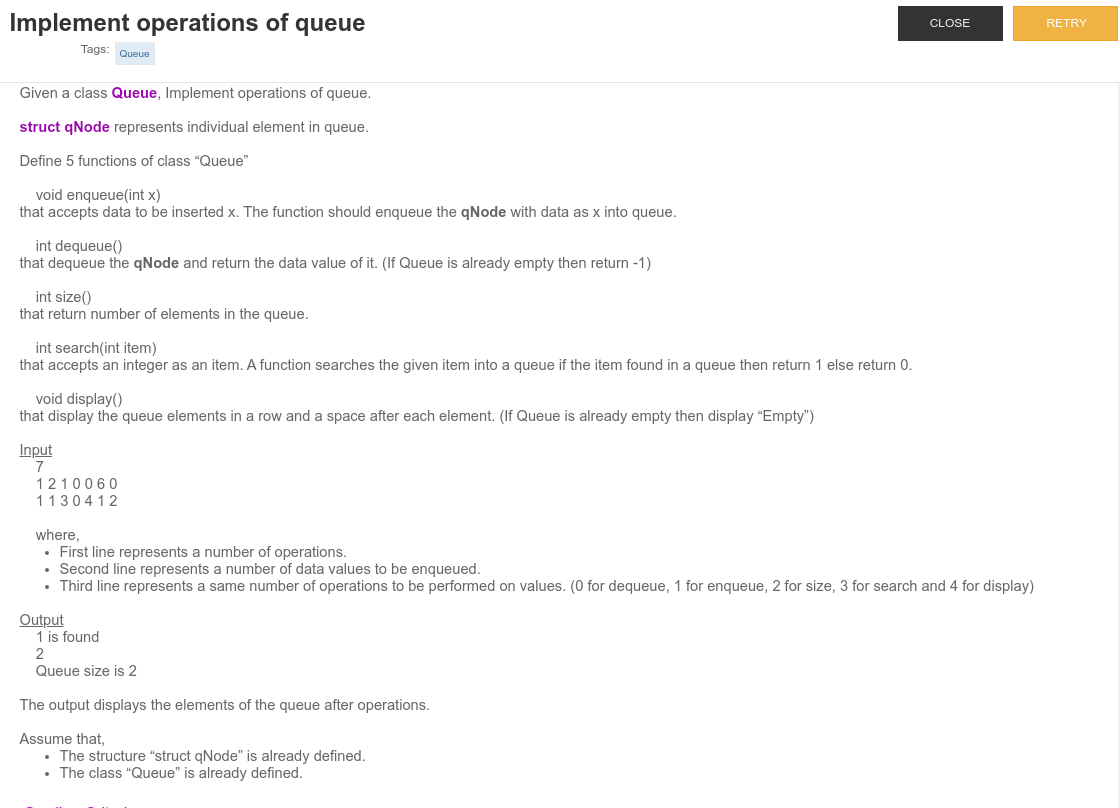 Implement operations of queue
CLOSE
RETRY
Tags: Queue
Given a class Queue, Implement operations of queue.
struct qNode represents individual element in queue.
Define 5 functions of class “Queue”
void enqueue(int x)
that accepts data to be inserted x. The function should enqueue the qNode with data as x into queue.
int dequeue()
that dequeue the qNode and return the data value of it. (If Queue is already empty then return -1)
int size()
that return number of elements in the queue.
int search(int item)
that accepts an integer as an item. A function searches the given item into a queue if the item found in a queue then return 1 else return 0.
void display()
that display the queue elements in a row and a space after each element. (If Queue is already empty then display “Empty”)
Input
7
1 2 1 0 0 6 0
1 1 3 0 4 1 2
where,
• First line represents a number of operations.
• Second line represents a number of data values to be enqueued.
• Third line represents a same number of operations to be performed on values. (0 for dequeue, 1 for enqueue, 2 for size, 3 for search and 4 for display)
Output
1 is found
2
Queue size is 2
The output displays the elements of the queue after operations.
Assume that,
• The structure “struct qNode” is already defined.
• The class “Queue” is already defined.